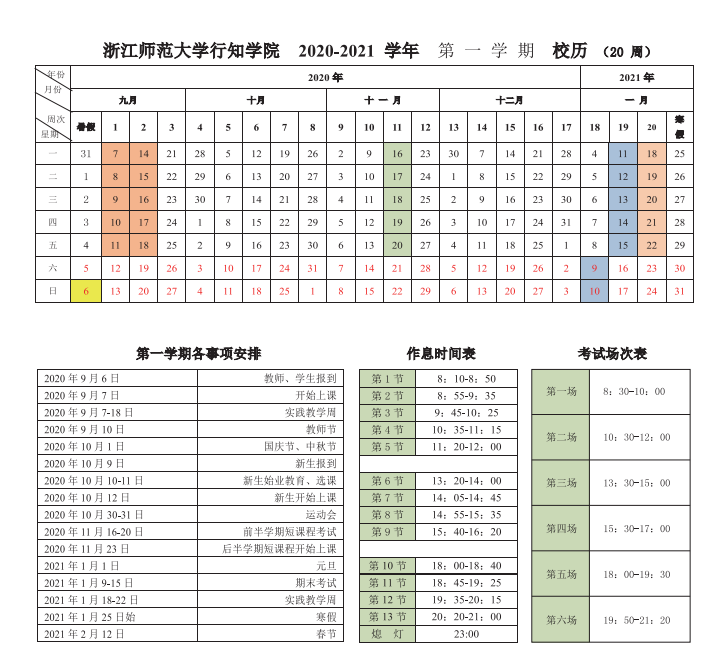 浙江师范大学行知学院 2020-2021 学年 第 一 学 期 校历 （20 周）
年份 2020 年 2021 年
月份 九月 十月 十 一 月 十二月 一 月
周次 星期 暑假 1 2 3 4 5 6 7 8 9 10 11 12 13 14 15 16 17 18 19 20 寒假
一 31 7 14 21 28 5 12 19 26 2 9 16 23 30 7 14 21 28 4 11 18 25
二 1 8 15 22 29 6 13 20 27 3 10 17 24 1 8 15 22 29 5 12 19 26
三 2 9 16 23 30 7 14 21 28 4 11 18 25 2 9 16 23 30 6 13 20 27
四 3 10 17 24 1 8 15 22 29 5 12 19 26 3 10 17 24 31 7 14 21 28
五 4 11 18 25 2 9 16 23 30 6 13 20 27 4 11 18 25 1 8 15 22 29
六 5 12 19 26 3 10 17 24 31 7 14 21 28 5 12 19 26 2 9 16 23 30
日 6 13 20 27 4 11 18 25 1 8 15 22 29 6 13 20 27 3 10 17 24 31
第一学期各事项安排
2020 年 9 月 6 日 教师、学生报到
2020 年 9 月 7 日 开始上课
2020 年 9 月 7-18 日 实践教学周
2020 年 9 月 10 日 教师节
2020 年 10 月 1 日 国庆节、中秋节
2020 年 10 月 9 日 新生报到
2020 年 10 月 10-11 日 新生始业教育、选课
2020 年 10 月 12 日 新生开始上课
2020 年 10 月 30-31 日 运动会
2020 年 11 月 16-20 日 前半学期短课程考试
2020 年 11 月 23 日 后半学期短课程开始上课
2021 年 1 月 1 日 元旦
2021 年 1 月 9-15 日 期末考试
2021 年 1 月 18-22 日 实践教学周
2021 年 1 月 25 日始 寒假
2021 年 2 月 12 日 春节
作息时间表
第 1 节 8：10-8：50
第 2 节 8：55-9：35
第 3 节 9：45-10：25
第 4 节 10：35-11：15
第 5 节 11：20-12：00
第 6 节 13：20-14：00
第 7 节 14：05-14：45
第 8 节 14：55-15：35
第 9 节 15：40-16：20
第 10 节 18：00-18：40
第 11 节 18：45-19：25
第 12 节 19：35-20：15
第 13 节 20：20-21：00
熄 灯 23:00
考试场次表
第一场 8：30-10：00
第二场 10：30-12：00
第三场 13：30-15：00
第四场 15：30-17：00
第五场 18：00-19：30
第六场 19：50-21：20